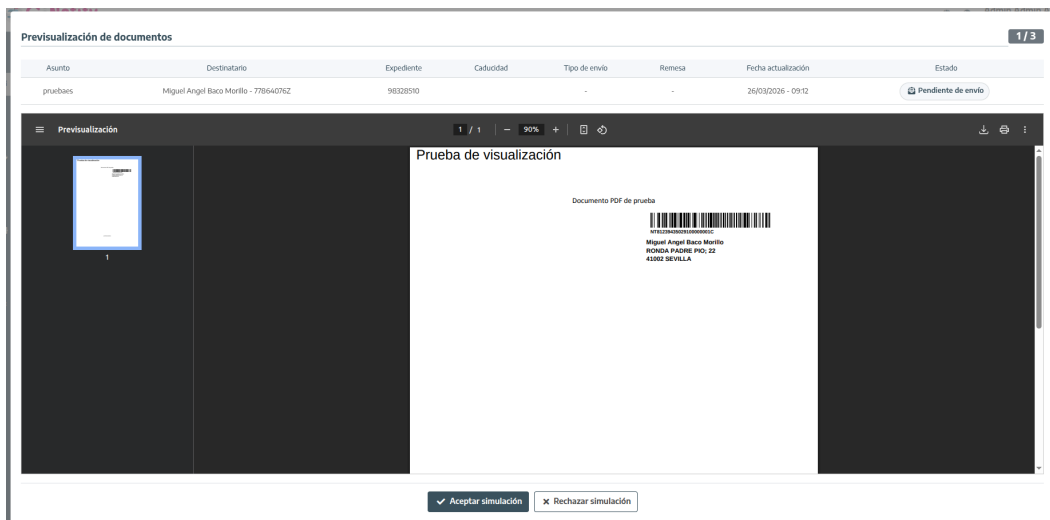 Previsualización de documentos
1 / 3
Asunto Destinatario Expediente Caducidad Tipo de envío Remesa Fecha actualización Estado
pruebaes Miguel Angel Baco Morillo - 77864076Z 98328510 - - 26/03/2026 - 09:12 Pendiente de envío
Previsualización 1 / 1 − 90% +
Prueba de visualización
Documento PDF de prueba
Miguel Angel Baco Morillo
RONDA PADRE PIO; 22
41002 SEVILLA
1
Aceptar simulación Rechazar simulación